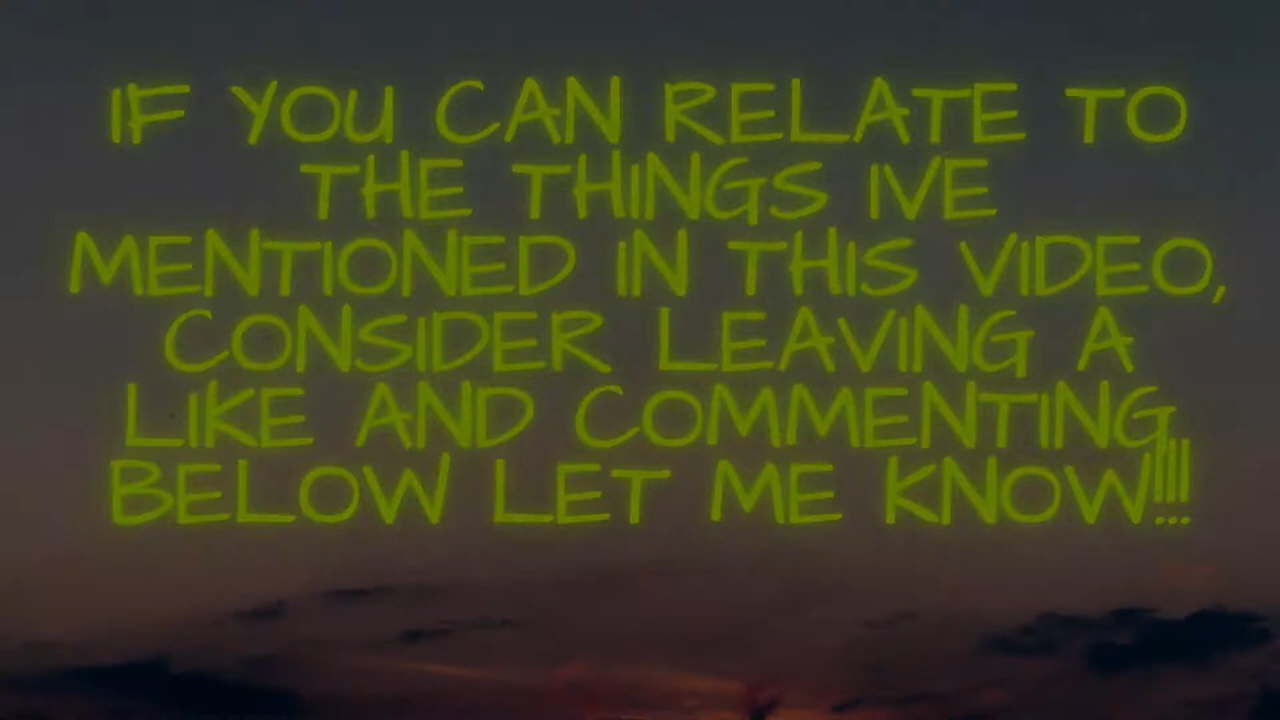 IF YOU CAN RELATE TO
THE THINGS IVE
MENTIONED IN THIS VIDEO,
CONSIDER LEAVING A
LIKE AND COMMENTING
BELOW LET ME KNOW!!!